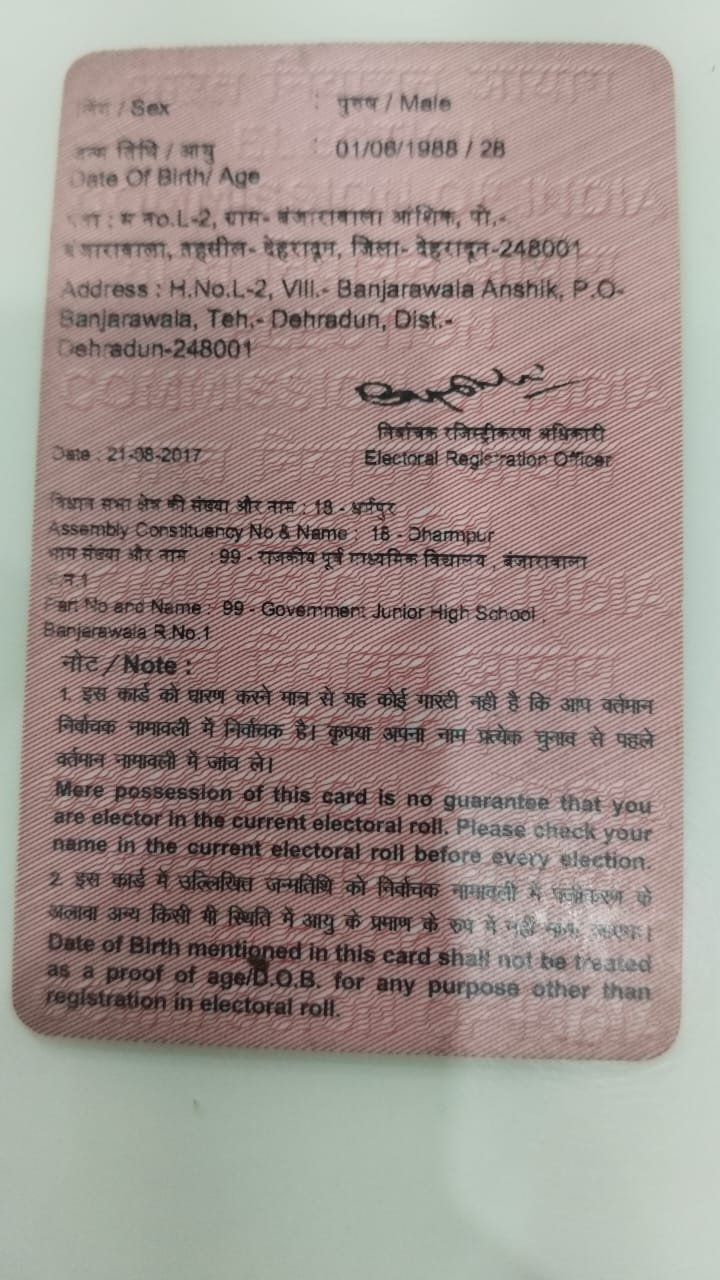 लिंग / Sex : पुरुष / Male
जन्म तिथि / आयु : 01/06/1988 / 28
Date Of Birth/ Age
पता : म नo.L-2, ग्राम- बंजारावाला आंशिक, पो,-
बंजारावाला, तहसील- देहरादून, जिला- देहरादून-248001
Address : H.No.L-2, Vill.- Banjarawala Anshik, P.O-
Banjarawala, Teh.- Dehradun, Dist.-
Dehradun-248001
निर्वाचक रजिस्ट्रीकरण अधिकारी
Date : 21-08-2017 Electoral Registration Officer
विधान सभा क्षेत्र की संख्या और नाम : 18 - धर्मपुर
Assembly Constituency No & Name : 18 - Dharmpur
भाग संख्या और नाम : 99 - राजकीय पूर्व माध्यमिक विद्यालय , बंजारावाला
Part No and Name : 99 - Government Junior High School ,
Banjarawala R.No.1
नोट / Note :
1. इस कार्ड को धारण करने मात्र से यह कोई गारंटी नही है कि आप वर्तमान
निर्वाचक नामावली में निर्वाचक है। कृपया अपना नाम प्रत्येक चुनाव से पहले
वर्तमान नामावली में जांच ले।
Mere possession of this card is no guarantee that you
are elector in the current electoral roll. Please check your
name in the current electoral roll before every election.
2. इस कार्ड में उल्लिखित जन्मतिथि को निर्वाचक नामावली में पंजीकरण के
अलावा अन्य किसी भी स्थिति में आयु के प्रमाण के रुप में नहीं
Date of Birth mentioned in this card shall not be treated
as a proof of age/D.O.B. for any purpose other than
registration in electoral roll.